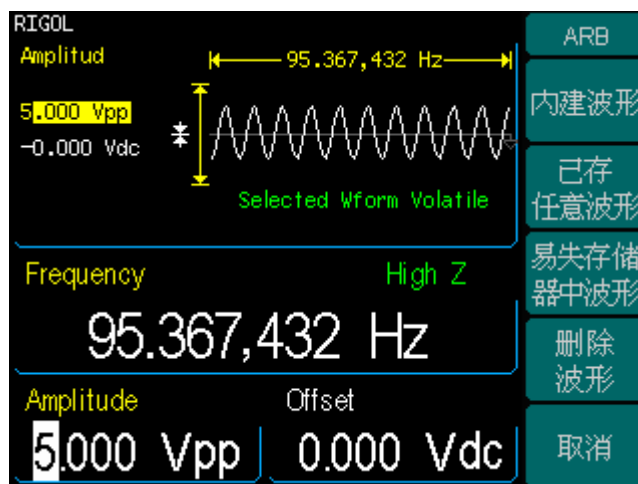 RIGOL
Amplitud
95.367,432 Hz
5.000 Vpp
-0.000 Vdc
Selected Wform Volatile
Frequency
High Z
95.367,432 Hz
Amplitude
Offset
5.000 Vpp
0.000 Vdc
ARB
内建波形
已存
任意波形
易失存储
器中波形
删除
波形
取消